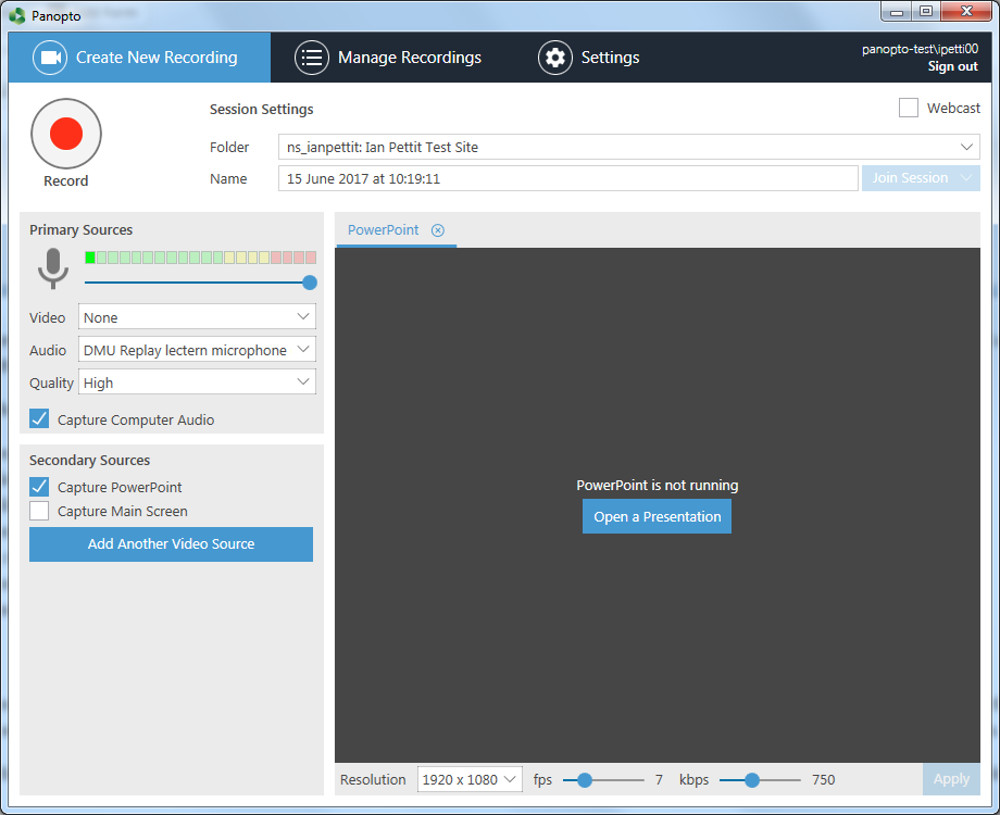 Panopto
Create New Recording
Manage Recordings
Settings
panopto-test\ipetti00
Sign out
Record
Session Settings
Webcast
Folder
ns_ianpettit: Ian Pettit Test Site
Name
15 June 2017 at 10:19:11
Join Session
Primary Sources
Video
None
Audio
DMU Replay lectern microphone
Quality
High
Capture Computer Audio
Secondary Sources
Capture PowerPoint
Capture Main Screen
Add Another Video Source
PowerPoint
PowerPoint is not running
Open a Presentation
Resolution
1920 x 1080
fps
7
kbps
750
Apply